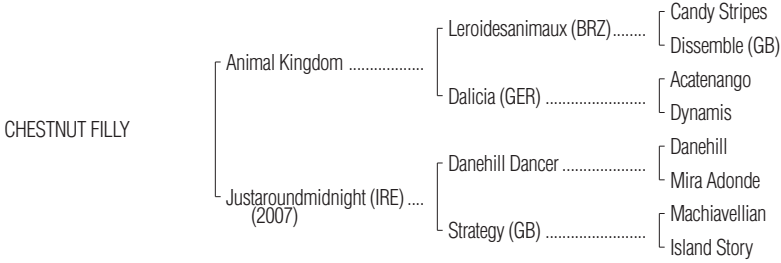 Candy Stripes
Leroidesanimaux (BRZ)........
Dissemble (GB)
Animal Kingdom ..................
Acatenango
Dalicia (GER) ........................
Dynamis
CHESTNUT FILLY
Danehill
Danehill Dancer ....................
Mira Adonde
Justaroundmidnight (IRE) ....
(2007)
Machiavellian
Strategy (GB) ........................
Island Story